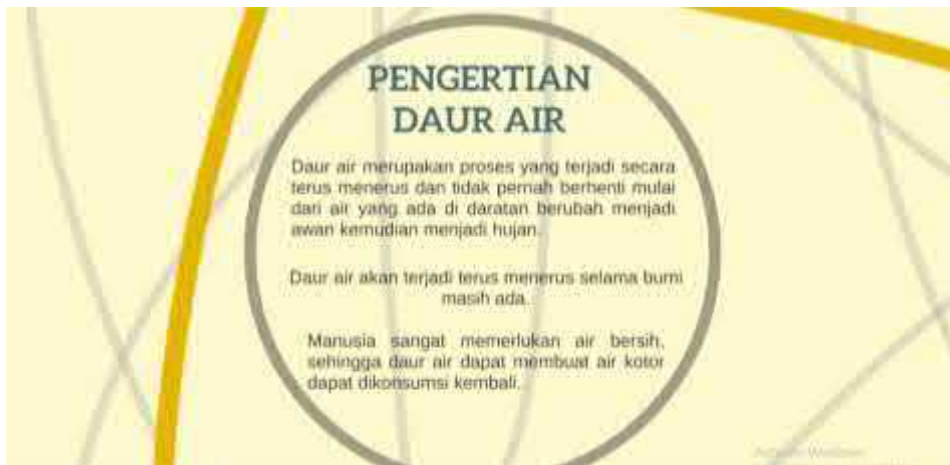 PENGERTIAN
DAUR AIR
Daur air merupakan proses yang terjadi secara
terus menerus dan tidak pernah berhenti mulai
dari air yang ada di daratan berubah menjadi
awan kemudian menjadi hujan.
Daur air akan terjadi terus menerus selama bumi
masih ada.
Manusia sangat memerlukan air bersih,
sehingga daur air dapat membuat air kotor
dapat dikonsumsi kembali.
Activate Windows